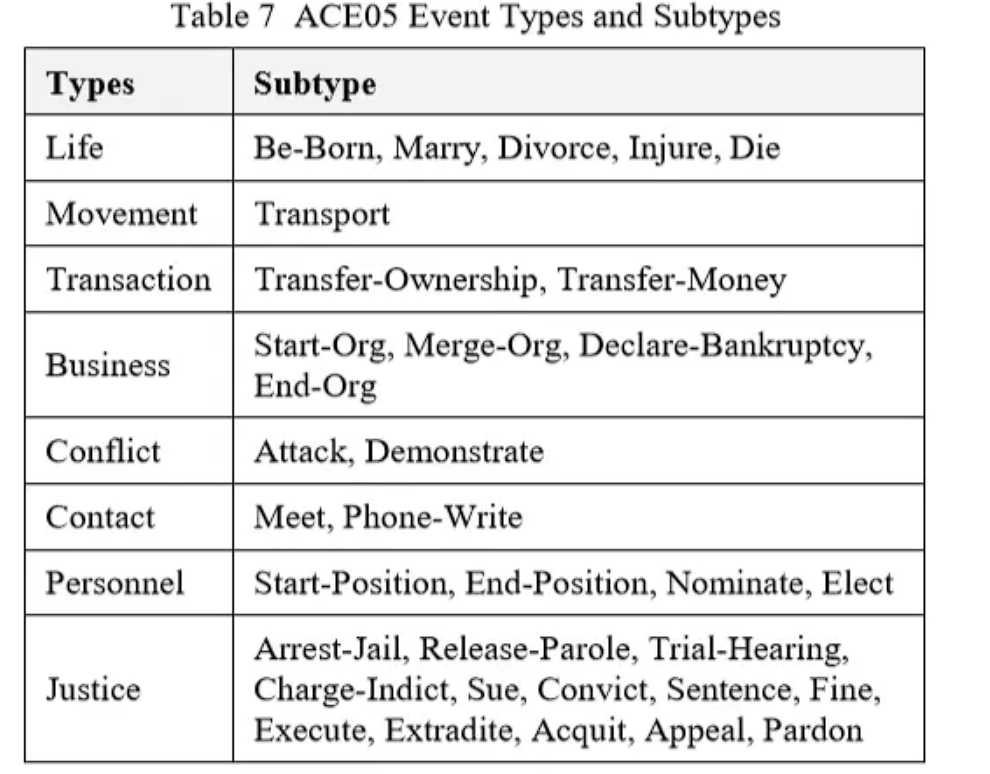 Table 7 ACE05 Event Types and Subtypes
Types Subtype
Life Be-Born, Marry, Divorce, Injure, Die
Movement Transport
Transaction Transfer-Ownership, Transfer-Money
Business Start-Org, Merge-Org, Declare-Bankruptcy,
End-Org
Conflict Attack, Demonstrate
Contact Meet, Phone-Write
Personnel Start-Position, End-Position, Nominate, Elect
Justice Arrest-Jail, Release-Parole, Trial-Hearing,
Charge-Indict, Sue, Convict, Sentence, Fine,
Execute, Extradite, Acquit, Appeal, Pardon